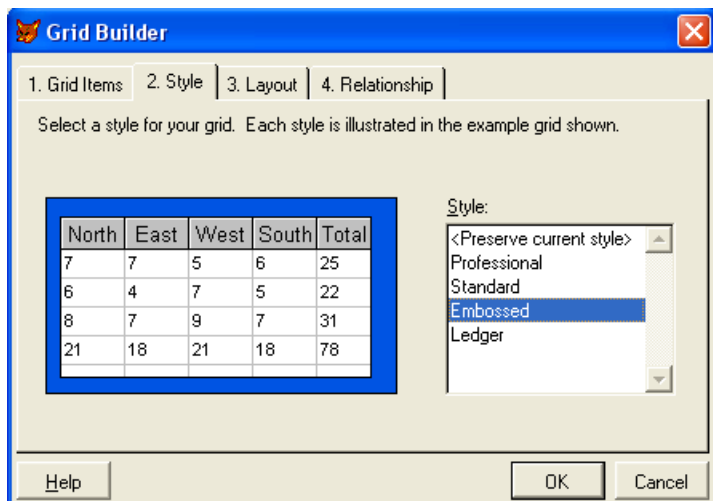 Grid Builder
1. Grid Items 2. Style 3. Layout 4. Relationship
Select a style for your grid. Each style is illustrated in the example grid shown.
North East West South Total
7 7 5 6 25
6 4 7 5 22
8 7 9 7 31
21 18 21 18 78
Style:
<Preserve current style>
Professional
Standard
Embossed
Ledger
Help OK Cancel